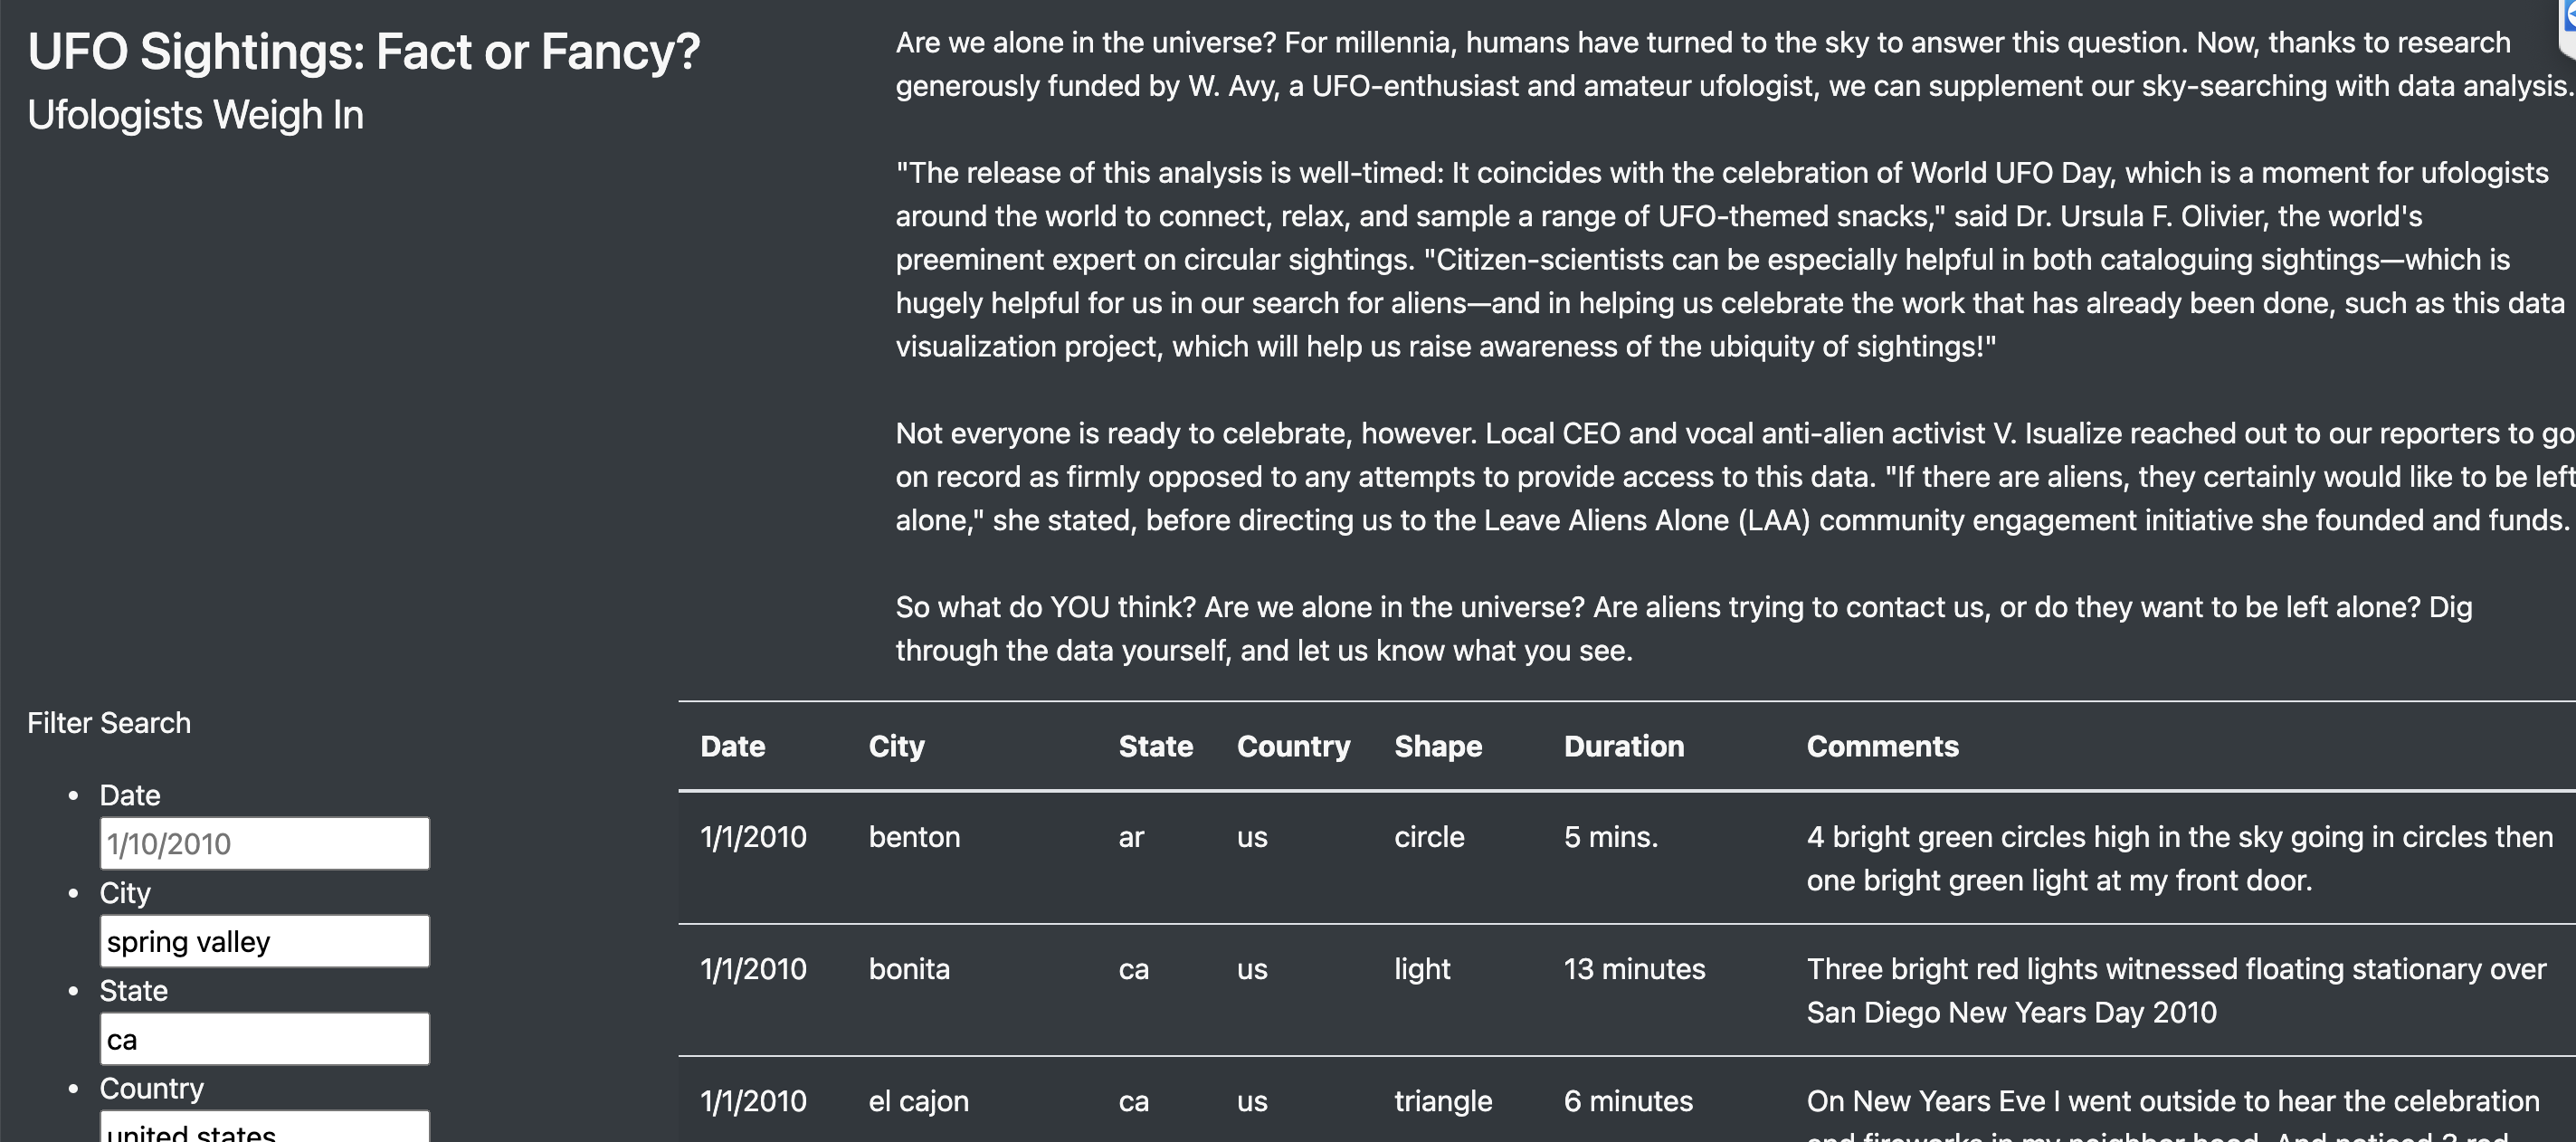 UFO Sightings: Fact or Fancy?
Ufologists Weigh In
Are we alone in the universe? For millennia, humans have turned to the sky to answer this question. Now, thanks to research
generously funded by W. Avy, a UFO-enthusiast and amateur ufologist, we can supplement our sky-searching with data analysis.
"The release of this analysis is well-timed: It coincides with the celebration of World UFO Day, which is a moment for ufologists
around the world to connect, relax, and sample a range of UFO-themed snacks," said Dr. Ursula F. Olivier, the world's
preeminent expert on circular sightings. "Citizen-scientists can be especially helpful in both cataloguing sightings—which is
hugely helpful for us in our search for aliens—and in helping us celebrate the work that has already been done, such as this data
visualization project, which will help us raise awareness of the ubiquity of sightings!"
Not everyone is ready to celebrate, however. Local CEO and vocal anti-alien activist V. Isualize reached out to our reporters to go
on record as firmly opposed to any attempts to provide access to this data. "If there are aliens, they certainly would like to be left
alone," she stated, before directing us to the Leave Aliens Alone (LAA) community engagement initiative she founded and funds.
So what do YOU think? Are we alone in the universe? Are aliens trying to contact us, or do they want to be left alone? Dig
through the data yourself, and let us know what you see.
Filter Search
Date
1/10/2010
City
spring valley
State
ca
Country
united states
Date City State Country Shape Duration Comments
1/1/2010 benton ar us circle 5 mins. 4 bright green circles high in the sky going in circles then
one bright green light at my front door.
1/1/2010 bonita ca us light 13 minutes Three bright red lights witnessed floating stationary over
San Diego New Years Day 2010
1/1/2010 el cajon ca us triangle 6 minutes On New Years Eve I went outside to hear the celebration
and fireworks in my neighbor hood. And noticed 3 red